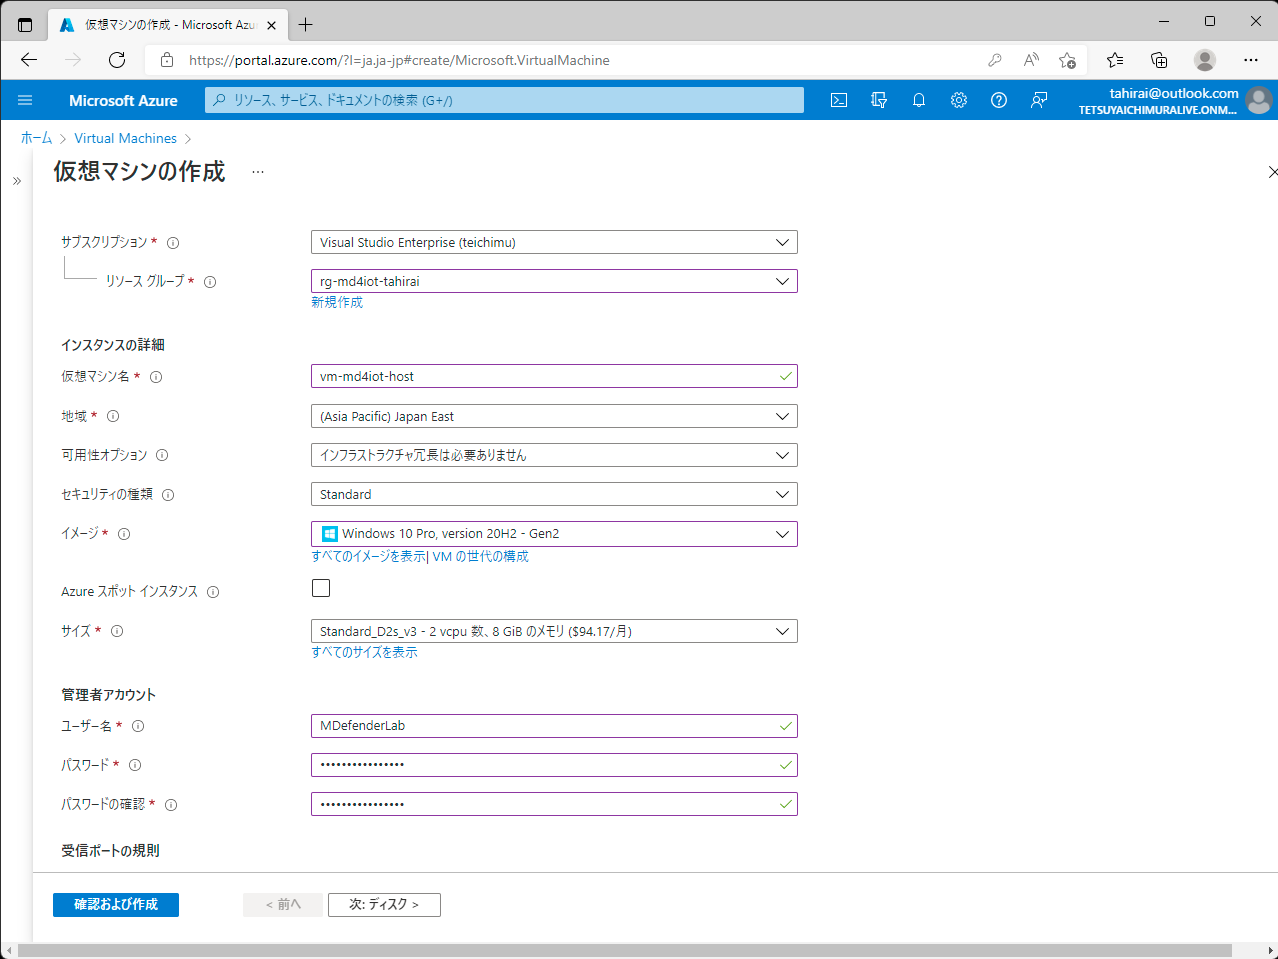 仮想マシンの作成 - Microsoft Azu
https://portal.azure.com/?l=ja.ja-jp#create/Microsoft.VirtualMachine
Microsoft Azure
リソース、サービス、ドキュメントの検索 (G+/)
tahirai@outlook.com
TETSUYAICHIMURALIVE.ONM...
ホーム > Virtual Machines >
仮想マシンの作成 ...
サブスクリプション * Visual Studio Enterprise (teichimu)
リソース グループ * rg-md4iot-tahirai
新規作成
インスタンスの詳細
仮想マシン名 * vm-md4iot-host
地域 * (Asia Pacific) Japan East
可用性オプション インフラストラクチャ冗長は必要ありません
セキュリティの種類 Standard
イメージ * Windows 10 Pro, version 20H2 - Gen2
すべてのイメージを表示| VM の世代の構成
Azure スポット インスタンス
サイズ * Standard_D2s_v3 - 2 vcpu 数、8 GiB のメモリ ($94.17/月)
すべてのサイズを表示
管理者アカウント
ユーザー名 * MDefenderLab
パスワード * ••••••••••••••••
パスワードの確認 * ••••••••••••••••
受信ポートの規則
確認および作成 < 前へ 次: ディスク >